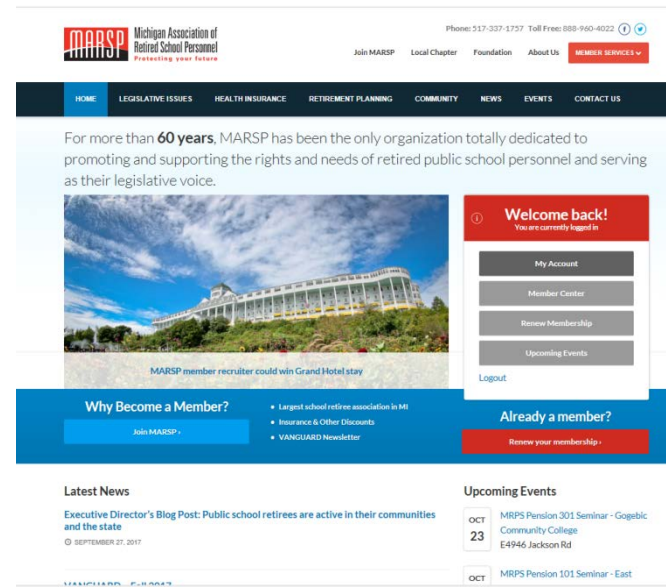 MARSP
Michigan Association of
Retired School Personnel
Protecting your future
Phone: 517-337-1757 Toll Free: 888-960-4022
Join MARSP Local Chapter Foundation About Us MEMBER SERVICES
HOME LEGISLATIVE ISSUES HEALTH INSURANCE RETIREMENT PLANNING COMMUNITY NEWS EVENTS CONTACT US
For more than 60 years, MARSP has been the only organization totally dedicated to
promoting and supporting the rights and needs of retired public school personnel and serving
as their legislative voice.
MARSP member recruiter could win Grand Hotel stay
Welcome back!
You are currently logged in
My Account
Member Center
Renew Membership
Upcoming Events
Logout
Why Become a Member?
Join MARSP ›
• Largest school retiree association in MI
• Insurance & Other Discounts
• VANGUARD Newsletter
Already a member?
Renew your membership ›
Latest News
Executive Director's Blog Post: Public school retirees are active in their communities
and the state
SEPTEMBER 27, 2017
VANGUARD – Fall 2017
Upcoming Events
OCT
23
MRPS Pension 301 Seminar - Gogebic
Community College
E4946 Jackson Rd
OCT
MRPS Pension 101 Seminar - East